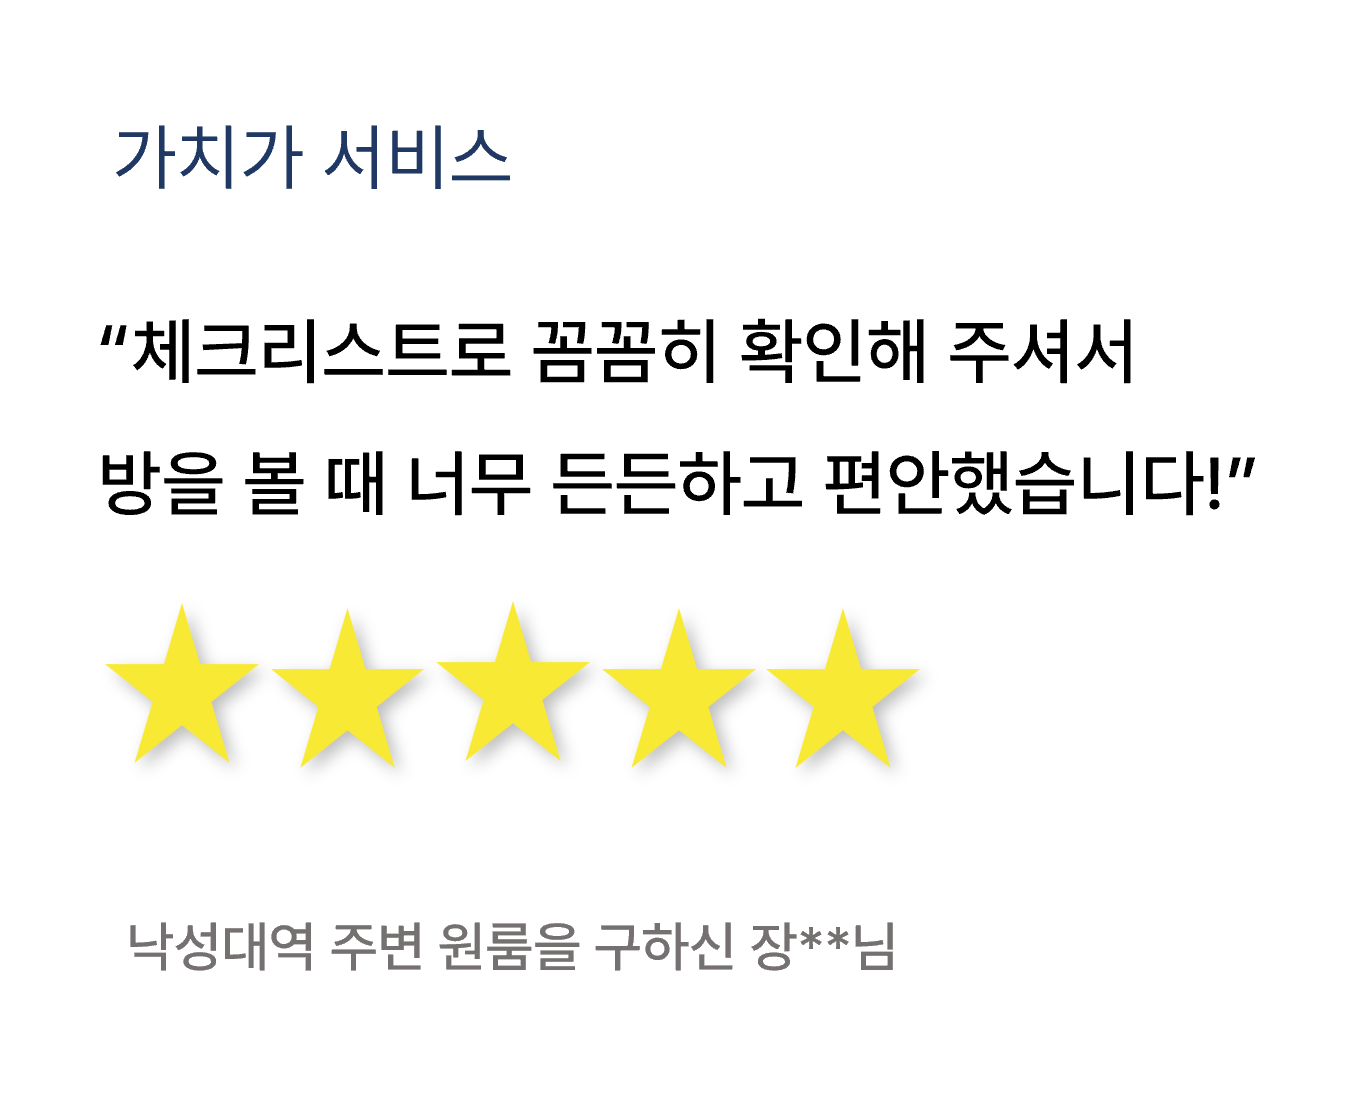 가치가 서비스
“체크리스트로 꼼꼼히 확인해 주셔서
방을 볼 때 너무 든든하고 편안했습니다!”
낙성대역 주변 원룸을 구하신 장**님